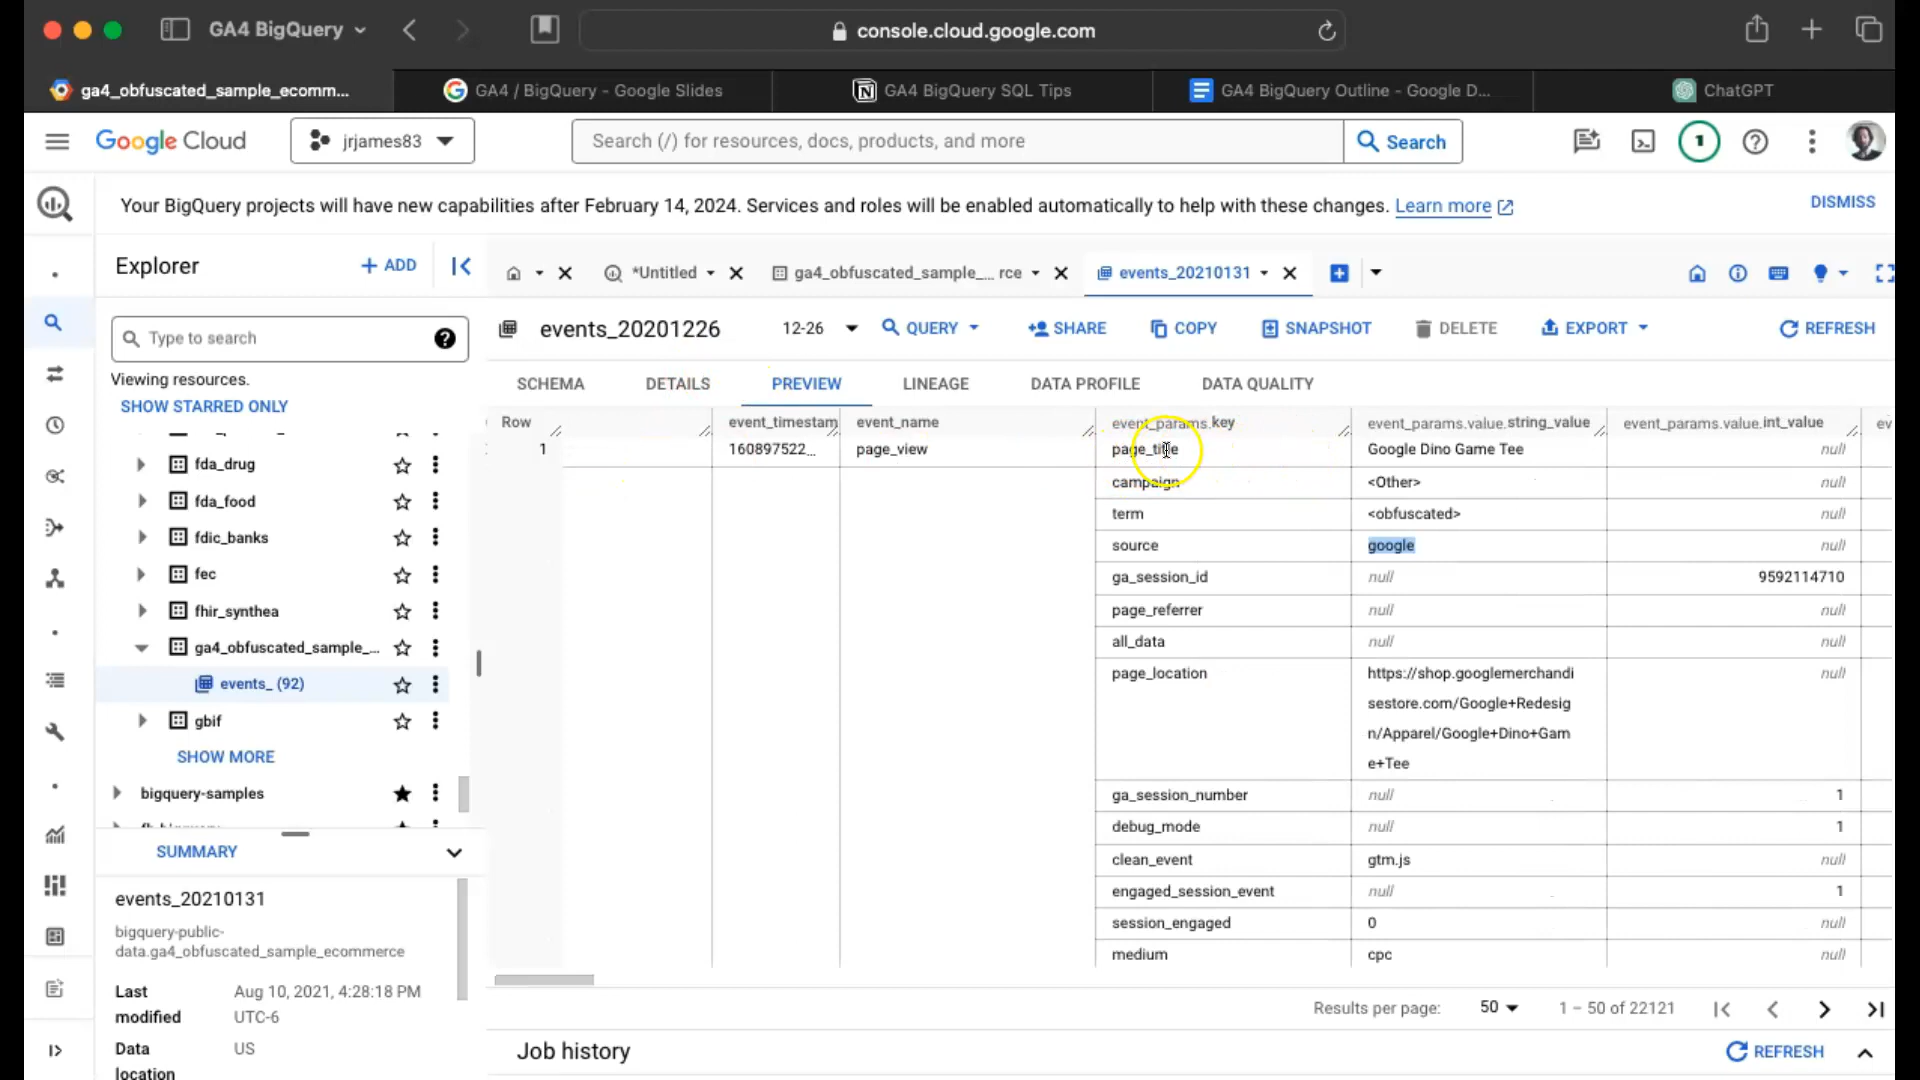 GA4 BigQuery
console.cloud.google.com
ga4_obfuscated_sample_ecomm...
GA4 / BigQuery - Google Slides
GA4 BigQuery SQL Tips
GA4 BigQuery Outline - Google D...
ChatGPT
Google Cloud
jrjames83
Search (/) for resources, docs, products, and more
Search
1
Your BigQuery projects will have new capabilities after February 14, 2024. Services and roles will be enabled automatically to help with these changes. Learn more
DISMISS
Explorer
+ ADD
*Untitled
ga4_obfuscated_sample_... rce
events_20210131
Type to search
events_20201226
12-26
QUERY
SHARE
COPY
SNAPSHOT
DELETE
EXPORT
REFRESH
Viewing resources.
SHOW STARRED ONLY
SCHEMA
DETAILS
PREVIEW
LINEAGE
DATA PROFILE
DATA QUALITY
fda_drug
fda_food
fdic_banks
fec
fhir_synthea
ga4_obfuscated_sample_...
events_ (92)
gbif
SHOW MORE
bigquery-samples
SUMMARY
events_20210131
bigquery-public-
data.ga4_obfuscated_sample_ecommerce
Last modified Aug 10, 2021, 4:28:18 PM UTC-6
Data location US
Row event_timestam event_name event_params.key event_params.value.string_value event_params.value.int_value ev
1 160897522... page_view page_title Google Dino Game Tee null
campaign <Other> null
term <obfuscated> null
source google null
ga_session_id null 9592114710
page_referrer null null
all_data null null
page_location https://shop.googlemerchandi null
sestore.com/Google+Redesig
n/Apparel/Google+Dino+Gam
e+Tee
ga_session_number null 1
debug_mode null 1
clean_event gtm.js null
engaged_session_event null 1
session_engaged 0 null
medium cpc null
Results per page: 50 1 – 50 of 22121
Job history
REFRESH